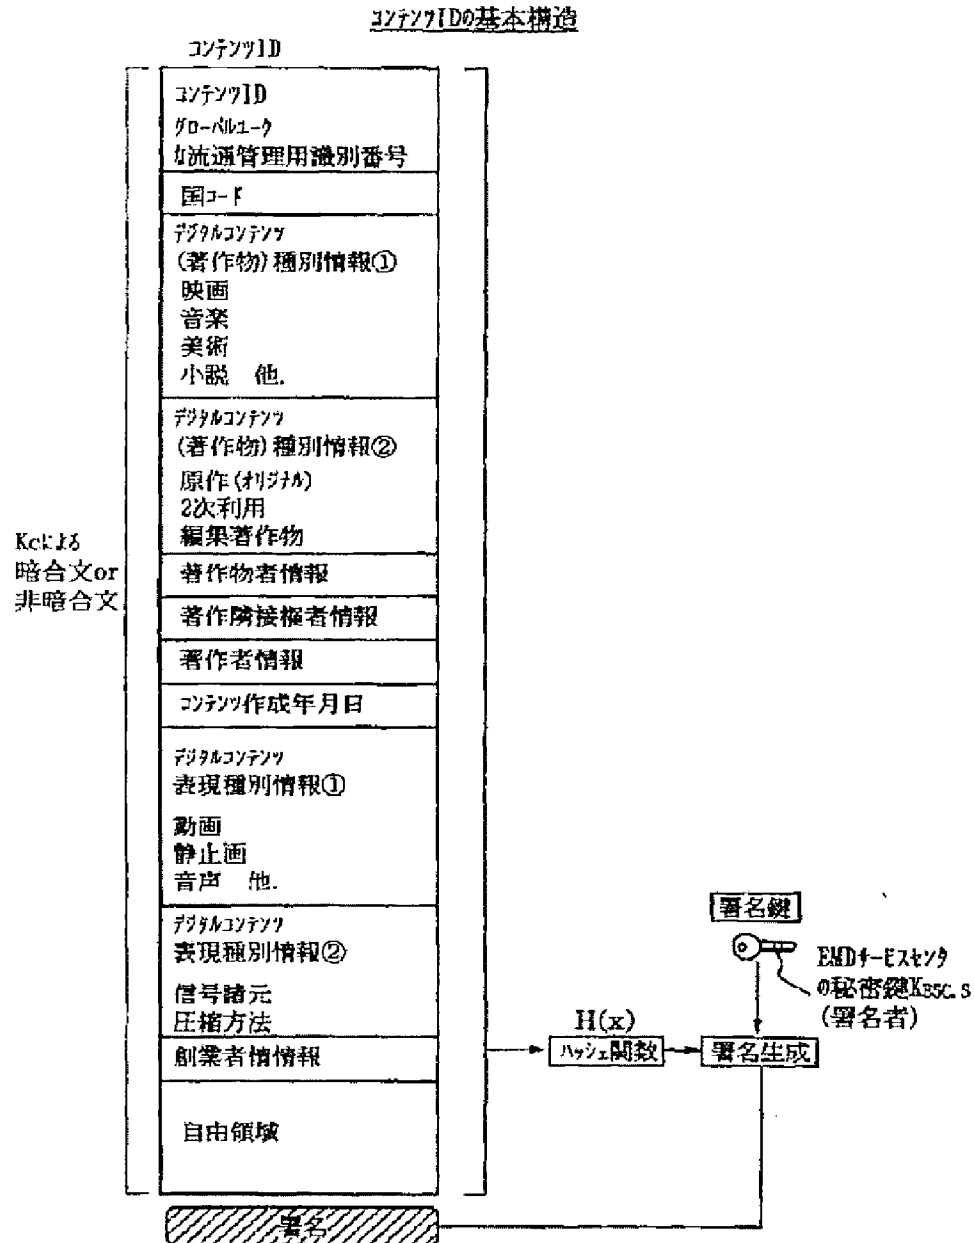 コンテンツIDの基本構造
コンテンツID
コンテンツID
グローバルユーク
な流通管理用識別番号
国コード
デジタルコンテンツ
(著作物)種別情報①
映画
音楽
美術
小説 他.
デジタルコンテンツ
(著作物)種別情報②
原作(オリジナル)
2次利用
編集著作物
著作物者情報
著作隣接権者情報
著作者情報
コンテンツ作成年月日
デジタルコンテンツ
表現種別情報①
動画
静止画
音声 他.
デジタルコンテンツ
表現種別情報②
信号諸元
圧縮方法
創業者情情報
自由領域
署名
Kcによる
暗合文or
非暗合文
H(x)
ハッシェ関数
署名生成
署名鍵
EMDサービスセンタ
の秘密鍵KESC.S
(署名者)